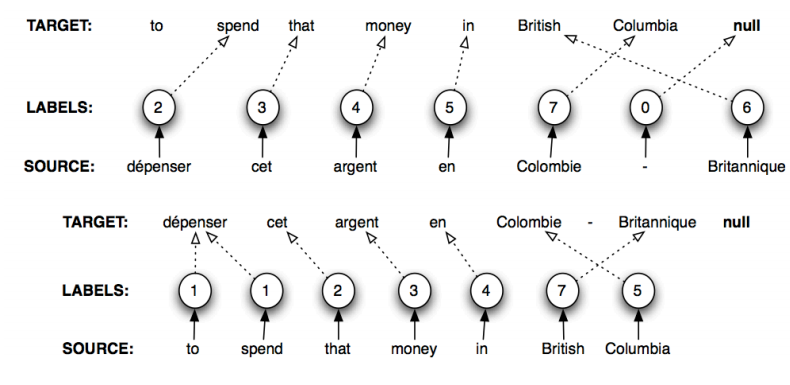 TARGET: to spend that money in British Columbia null
LABELS: 2 3 4 5 7 0 6
SOURCE: dépenser cet argent en Colombie - Britannique
TARGET: dépenser cet argent en Colombie - Britannique null
LABELS: 1 1 2 3 4 7 5
SOURCE: to spend that money in British Columbia